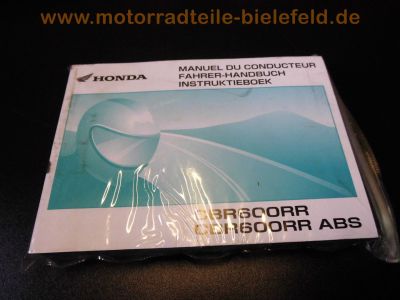 www.motorradteile-bielefeld.de
HONDA
MANUEL DU CONDUCTEUR
FAHRER-HANDBUCH
INSTRUKTIEBOEK
CBR600RR
CBR600RR ABS